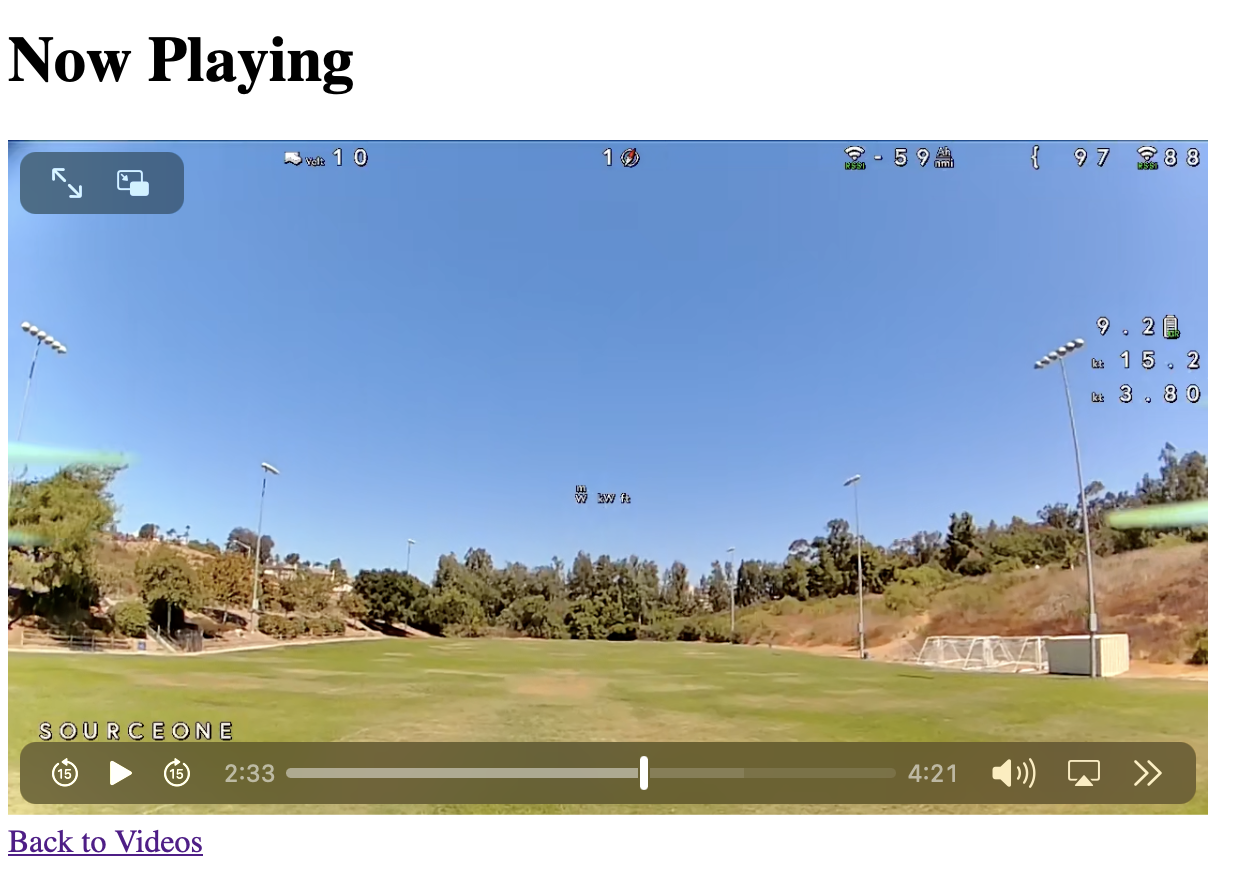 Now Playing
Volt 1 0
1
RSSI - 5 9 Ah nmi { 9 7 RSSI 8 8
9 . 2
kt 1 5 . 2
kt 3 . 8 0
m W kW ft
SOURCEONE
15 15 2:33 4:21
Back to Videos